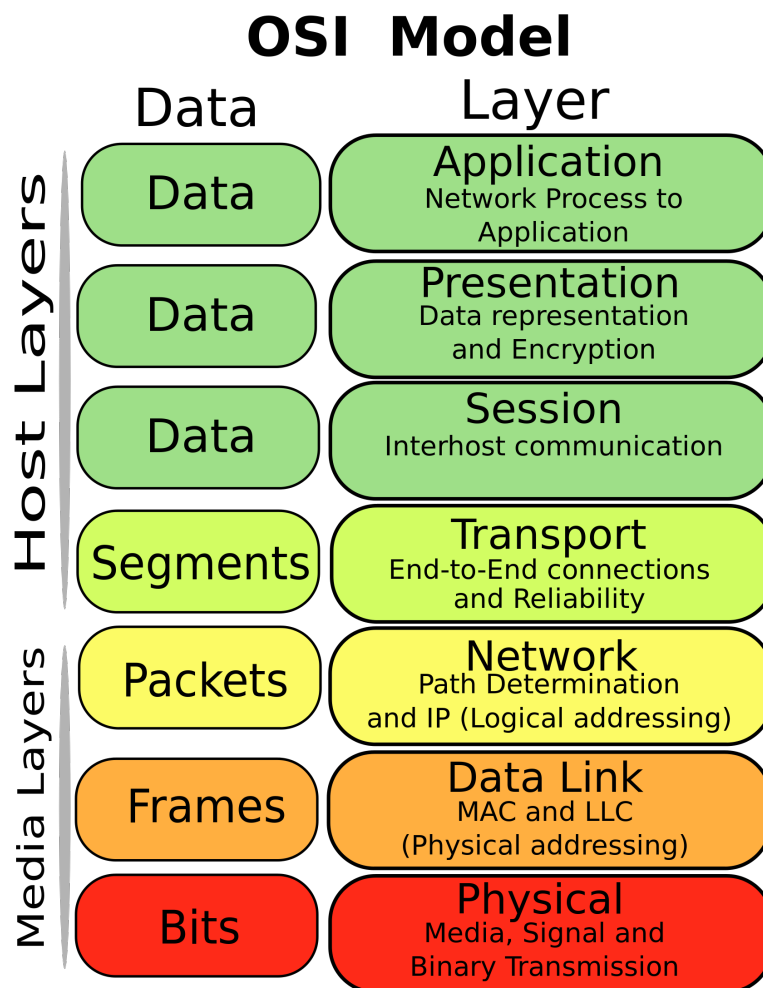 OSI Model
Data
Layer
Host Layers
Data
Application
Network Process to
Application
Data
Presentation
Data representation
and Encryption
Data
Session
Interhost communication
Segments
Transport
End-to-End connections
and Reliability
Media Layers
Packets
Network
Path Determination
and IP (Logical addressing)
Frames
Data Link
MAC and LLC
(Physical addressing)
Bits
Physical
Media, Signal and
Binary Transmission